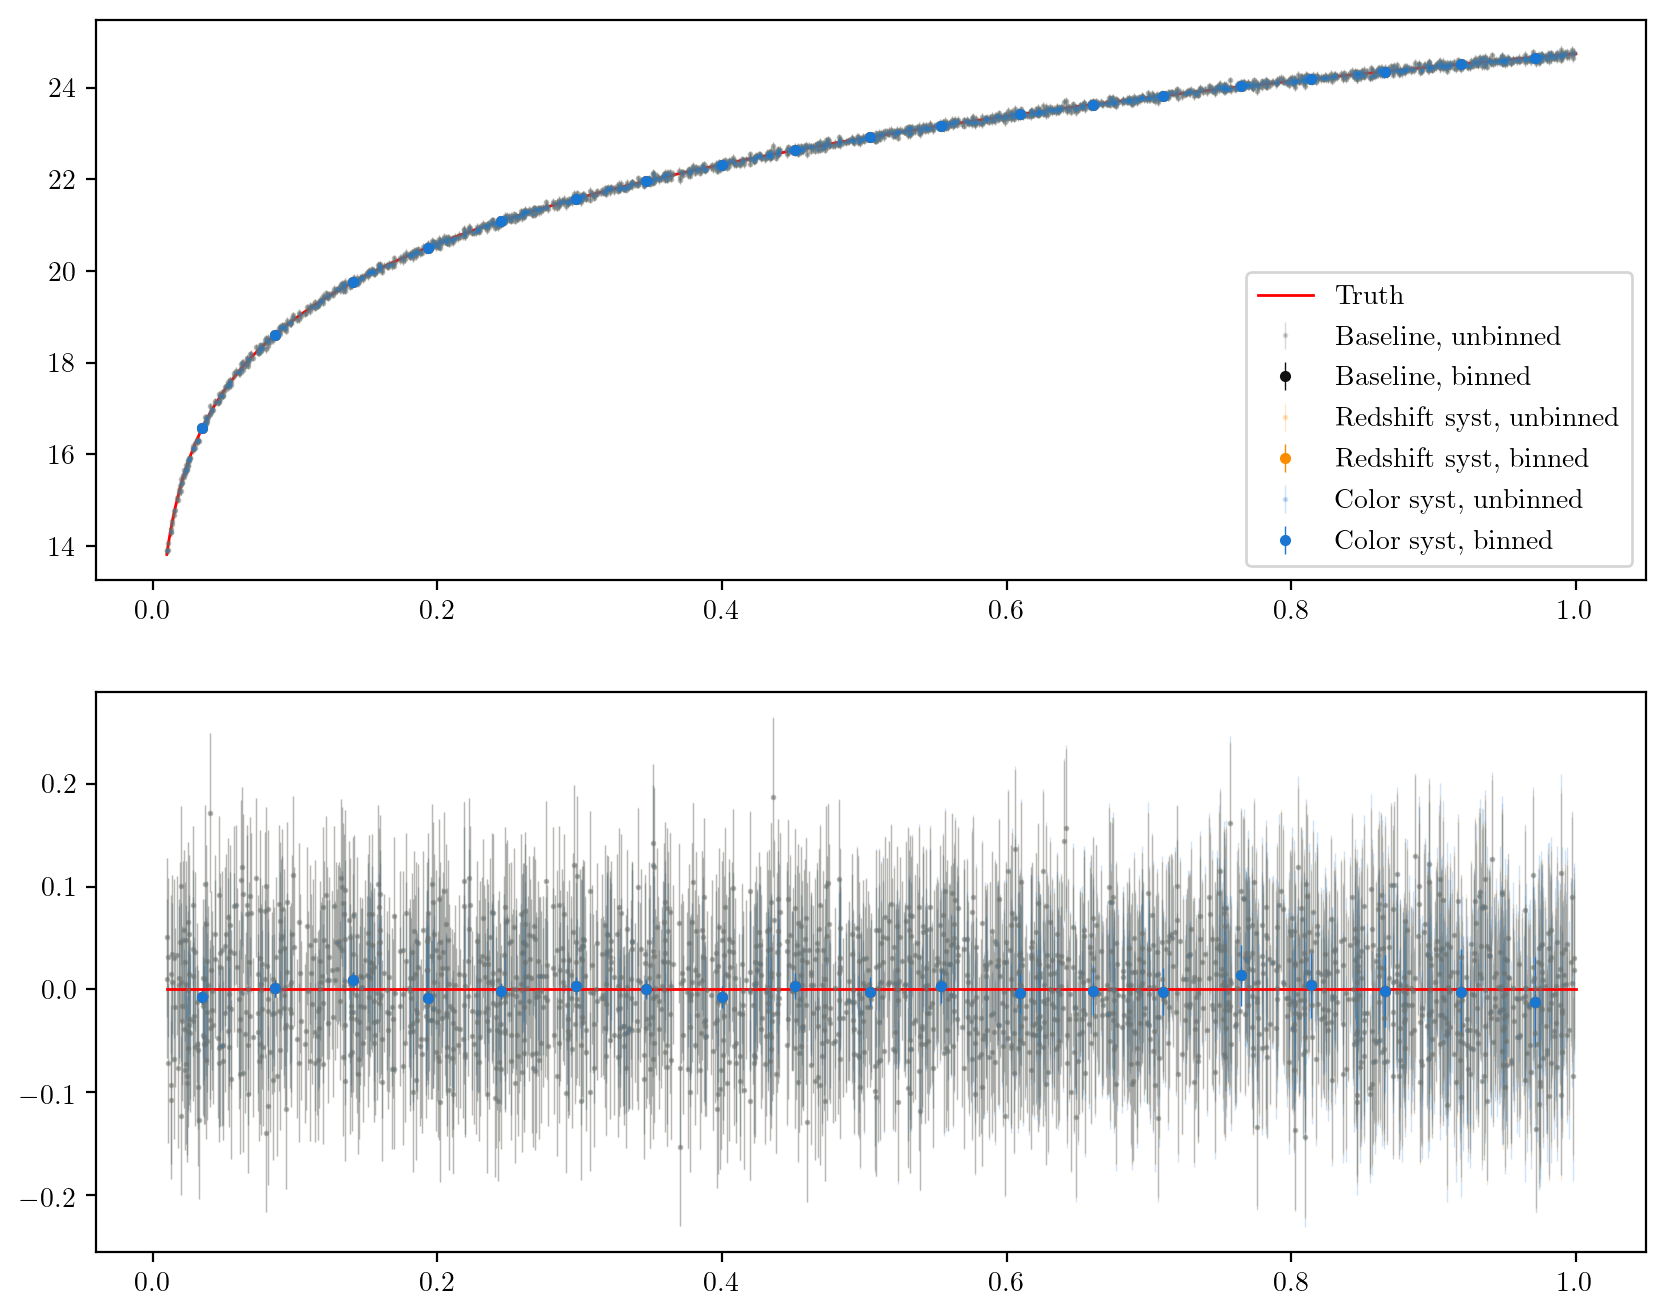 24
22
20
18
16
14
Truth
Baseline, unbinned
Baseline, binned
Redshift syst, unbinned
Redshift syst, binned
Color syst, unbinned
Color syst, binned
0.0 0.2 0.4 0.6 0.8 1.0
0.2
0.1
0.0
−0.1
−0.2
0.0 0.2 0.4 0.6 0.8 1.0